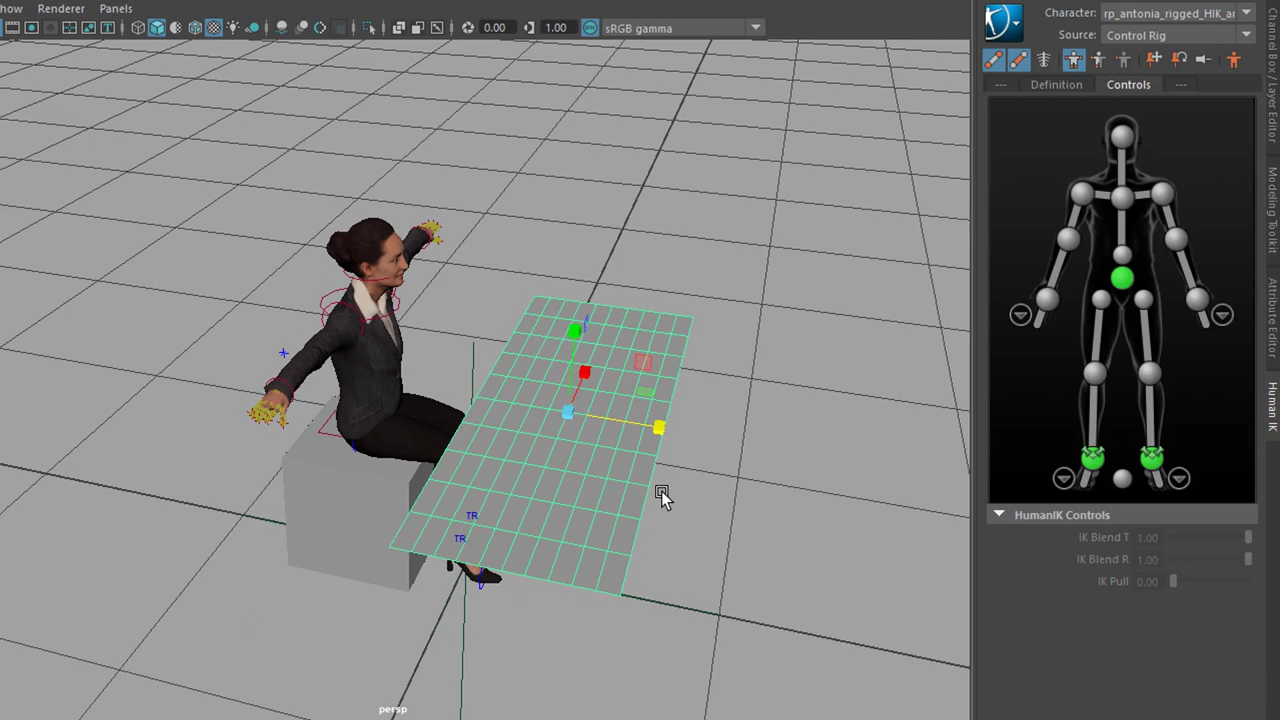 how Renderer Panels
0.00 1.00 ON sRGB gamma
Character: rp_antonia_rigged_HIK_ar
Source: Control Rig
--- Definition Controls ---
Channel Box / Layer Editor
Modeling Toolkit
Attribute Editor
Human IK
TR
TR
persp
HumanIK Controls
IK Blend T 1.00
IK Blend R 1.00
IK Pull 0.00